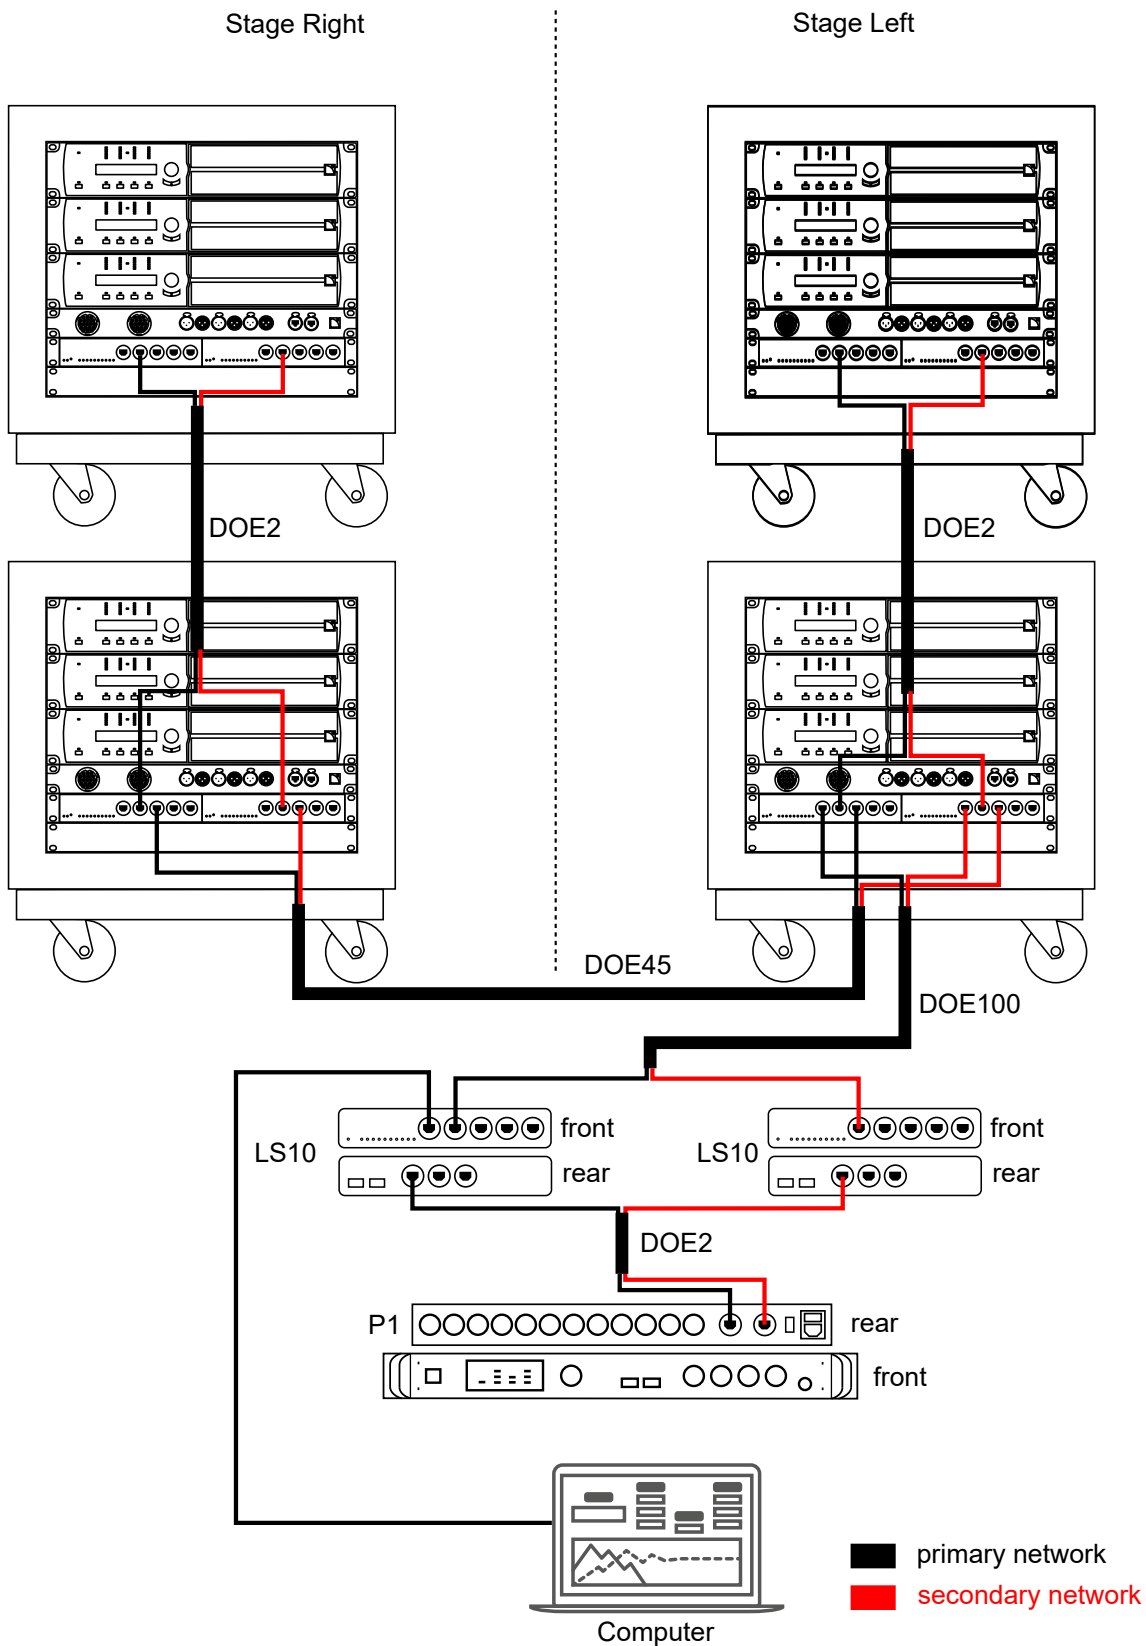 Stage Right
Stage Left
DOE2
DOE2
DOE45
DOE100
LS10
front
rear
LS10
front
rear
DOE2
P1
rear
front
Computer
primary network
secondary network